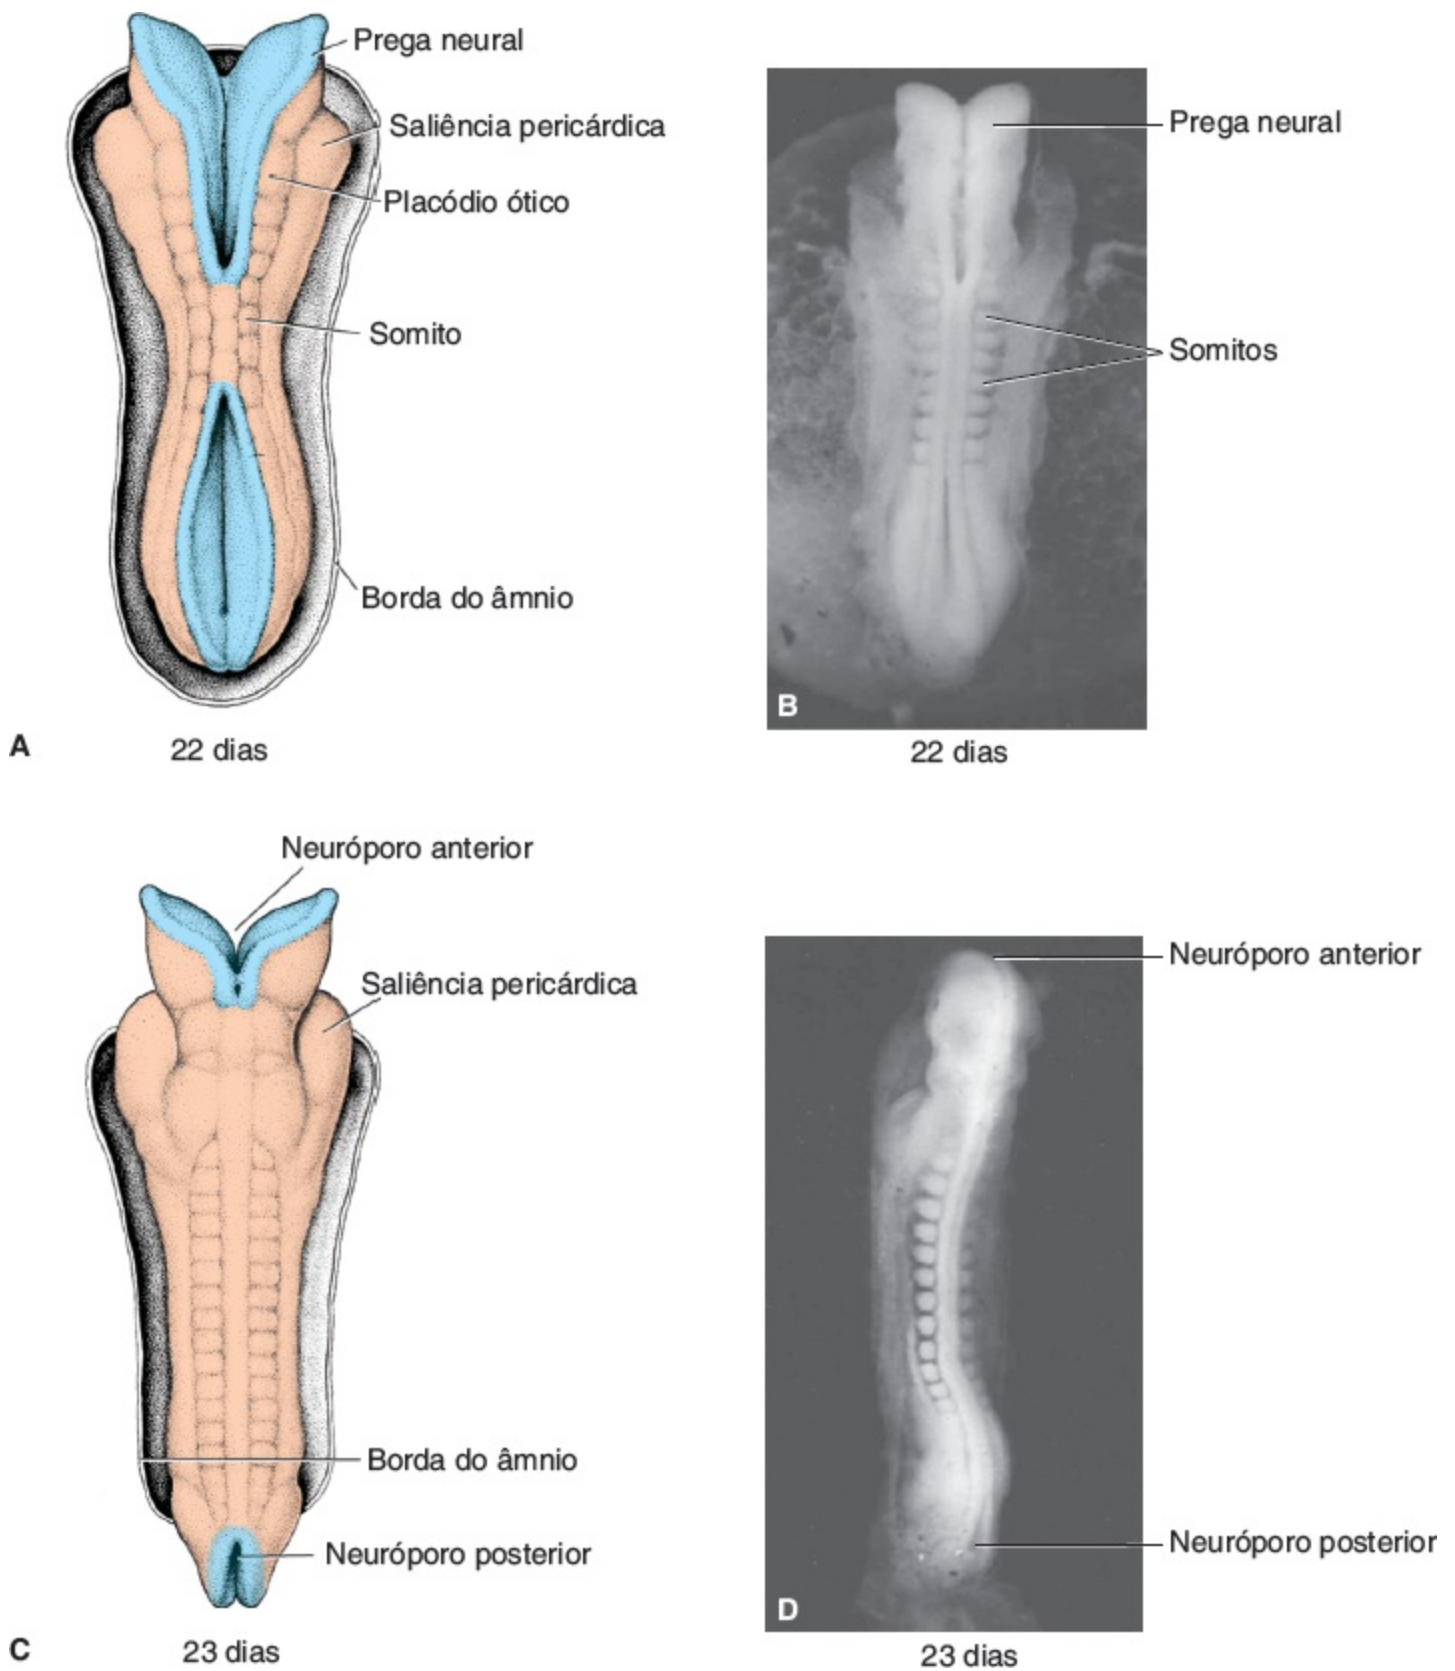 Prega neural
Saliência pericárdica
Placódio ótico
Somito
Borda do âmnio
A
22 dias
Prega neural
Somitos
B
22 dias
Neuróporo anterior
Saliência pericárdica
Borda do âmnio
Neuróporo posterior
C
23 dias
Neuróporo anterior
Neuróporo posterior
D
23 dias